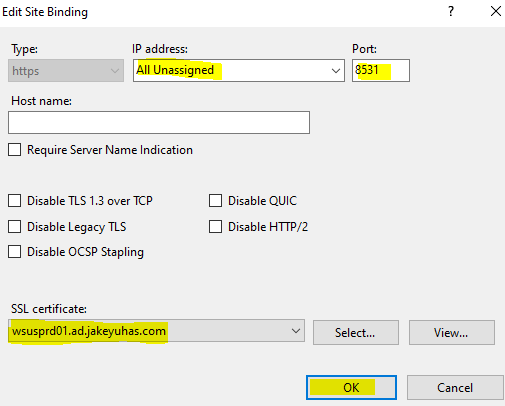 Edit Site Binding
?
Type:
IP address:
Port:
https
All Unassigned
8531
Host name:
Require Server Name Indication
Disable TLS 1.3 over TCP
Disable QUIC
Disable Legacy TLS
Disable HTTP/2
Disable OCSP Stapling
SSL certificate:
wsusprd01.ad.jakeyuhas.com
Select...
View...
OK
Cancel